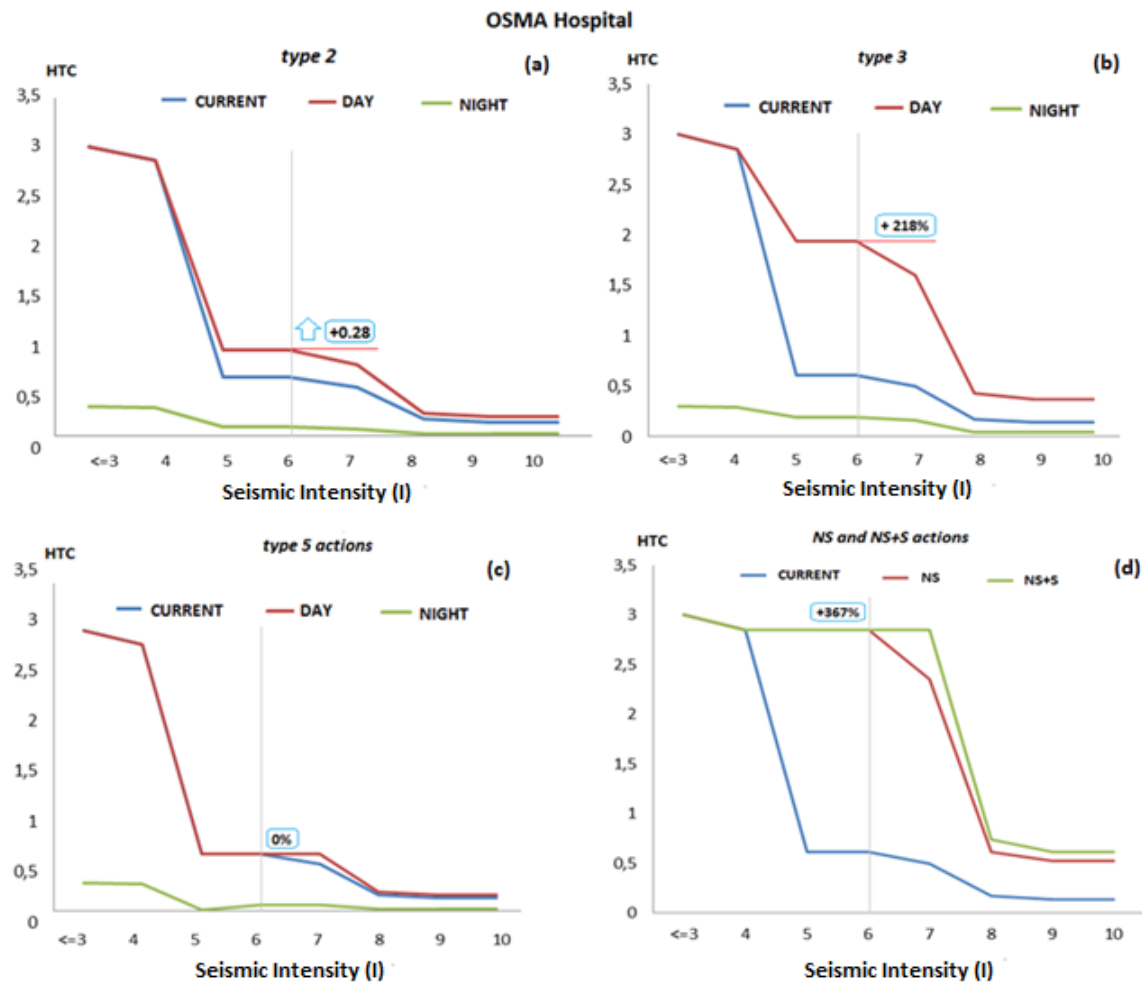 OSMA Hospital
type 2
(a)
HTC
CURRENT DAY NIGHT
3,5
3
2,5
2
1,5
1
0,5
0
+0.28
<=3 4 5 6 7 8 9 10
Seismic Intensity (I)
type 3
(b)
HTC
CURRENT DAY NIGHT
3,5
3
2,5
2
1,5
1
0,5
0
+ 218%
<=3 4 5 6 7 8 9 10
Seismic Intensity (I)
type 5 actions
(c)
HTC
CURRENT DAY NIGHT
3,5
3
2,5
2
1,5
1
0,5
0
0%
<=3 4 5 6 7 8 9 10
Seismic Intensity (I)
NS and NS+S actions
(d)
HTC
CURRENT NS NS+S
3,5
3
2,5
2
1,5
1
0,5
0
+367%
<=3 4 5 6 7 8 9 10
Seismic Intensity (I)